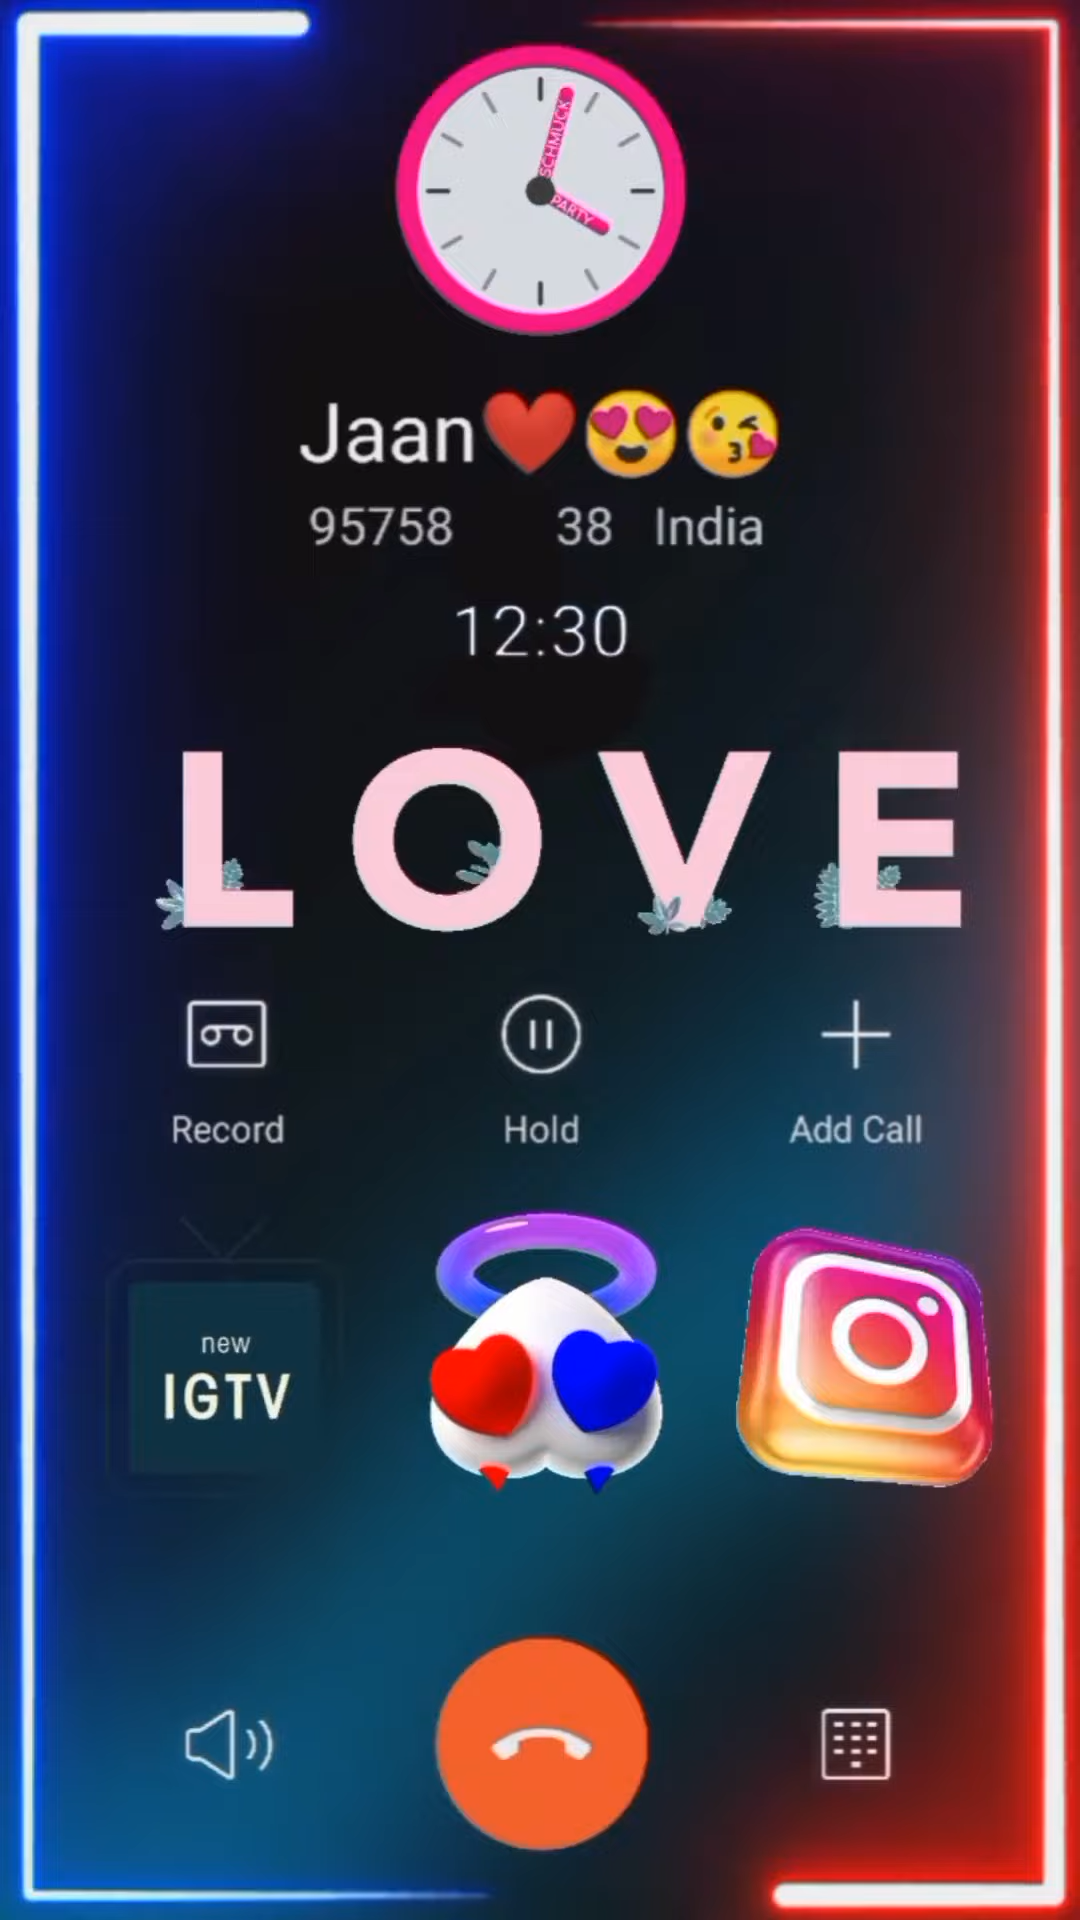 SCHMUCK
PARTY
Jaan❤️😍😘
95758 38 India
12:30
LOVE
Record Hold Add Call
new
IGTV